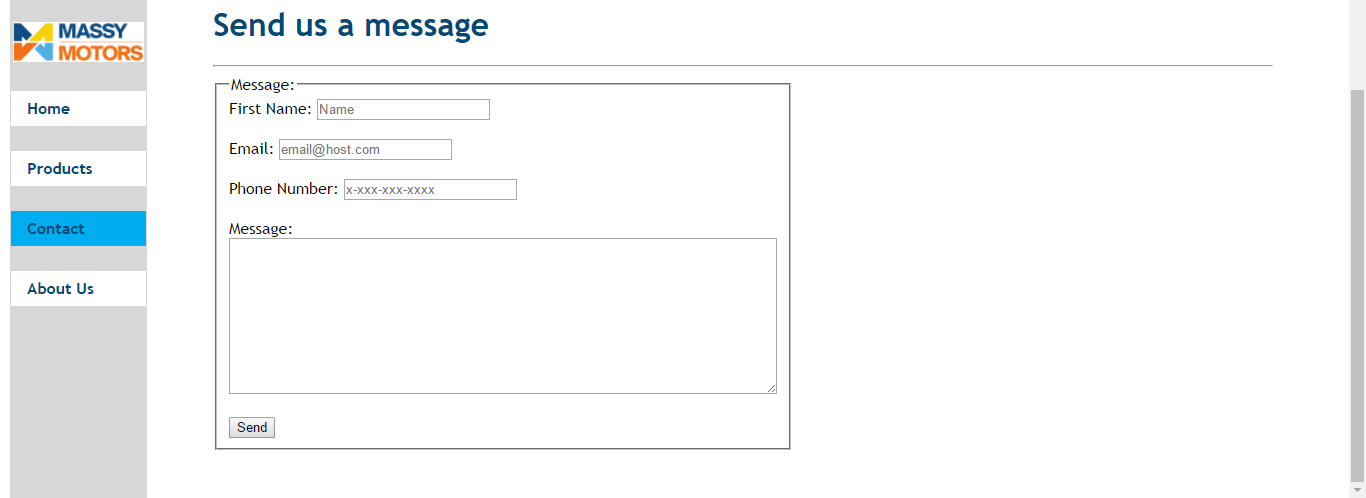 MASSY
MOTORS
Home
Products
Contact
About Us
Send us a message
Message:
First Name: Name
Email: email@host.com
Phone Number: x-xxx-xxx-xxxx
Message:
Send